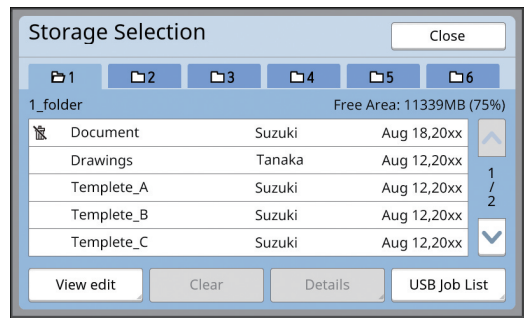 Storage Selection
Close
1 2 3 4 5 6
1_folder Free Area: 11339MB (75%)
Document Suzuki Aug 18,20xx
Drawings Tanaka Aug 12,20xx
Templete_A Suzuki Aug 12,20xx
Templete_B Suzuki Aug 12,20xx
Templete_C Suzuki Aug 12,20xx
1
/
2
View edit Clear Details USB Job List